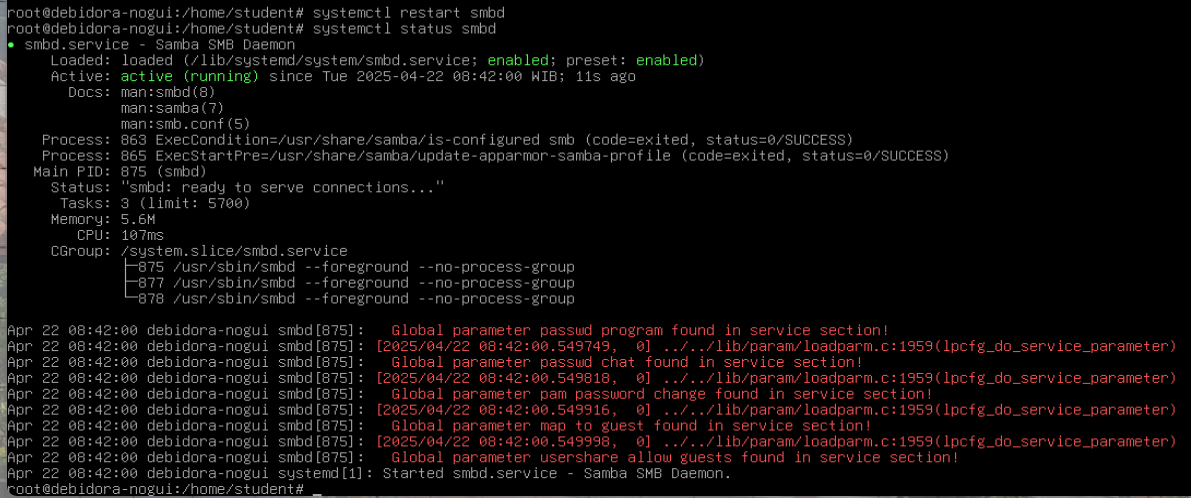 root@debidora-nogui:/home/student# systemctl restart smbd
root@debidora-nogui:/home/student# systemctl status smbd
● smbd.service - Samba SMB Daemon
     Loaded: loaded (/lib/systemd/system/smbd.service; enabled; preset: enabled)
     Active: active (running) since Tue 2025-04-22 08:42:00 WIB; 11s ago
       Docs: man:smbd(8)
             man:samba(7)
             man:smb.conf(5)
    Process: 863 ExecCondition=/usr/share/samba/is-configured smb (code=exited, status=0/SUCCESS)
    Process: 865 ExecStartPre=/usr/share/samba/update-apparmor-samba-profile (code=exited, status=0/SUCCESS)
   Main PID: 875 (smbd)
     Status: "smbd: ready to serve connections..."
      Tasks: 3 (limit: 5700)
     Memory: 5.6M
        CPU: 107ms
     CGroup: /system.slice/smbd.service
             ├─875 /usr/sbin/smbd --foreground --no-process-group
             ├─877 /usr/sbin/smbd --foreground --no-process-group
             └─878 /usr/sbin/smbd --foreground --no-process-group
Apr 22 08:42:00 debidora-nogui smbd[875]:   Global parameter passwd program found in service section!
Apr 22 08:42:00 debidora-nogui smbd[875]: [2025/04/22 08:42:00.549749,  0] ../../lib/param/loadparm.c:1959(lpcfg_do_service_parameter)
Apr 22 08:42:00 debidora-nogui smbd[875]:   Global parameter passwd chat found in service section!
Apr 22 08:42:00 debidora-nogui smbd[875]: [2025/04/22 08:42:00.549818,  0] ../../lib/param/loadparm.c:1959(lpcfg_do_service_parameter)
Apr 22 08:42:00 debidora-nogui smbd[875]:   Global parameter pam password change found in service section!
Apr 22 08:42:00 debidora-nogui smbd[875]: [2025/04/22 08:42:00.549916,  0] ../../lib/param/loadparm.c:1959(lpcfg_do_service_parameter)
Apr 22 08:42:00 debidora-nogui smbd[875]:   Global parameter map to guest found in service section!
Apr 22 08:42:00 debidora-nogui smbd[875]: [2025/04/22 08:42:00.549998,  0] ../../lib/param/loadparm.c:1959(lpcfg_do_service_parameter)
Apr 22 08:42:00 debidora-nogui smbd[875]:   Global parameter usershare allow guests found in service section!
Apr 22 08:42:00 debidora-nogui systemd[1]: Started smbd.service - Samba SMB Daemon.
root@debidora-nogui:/home/student# _